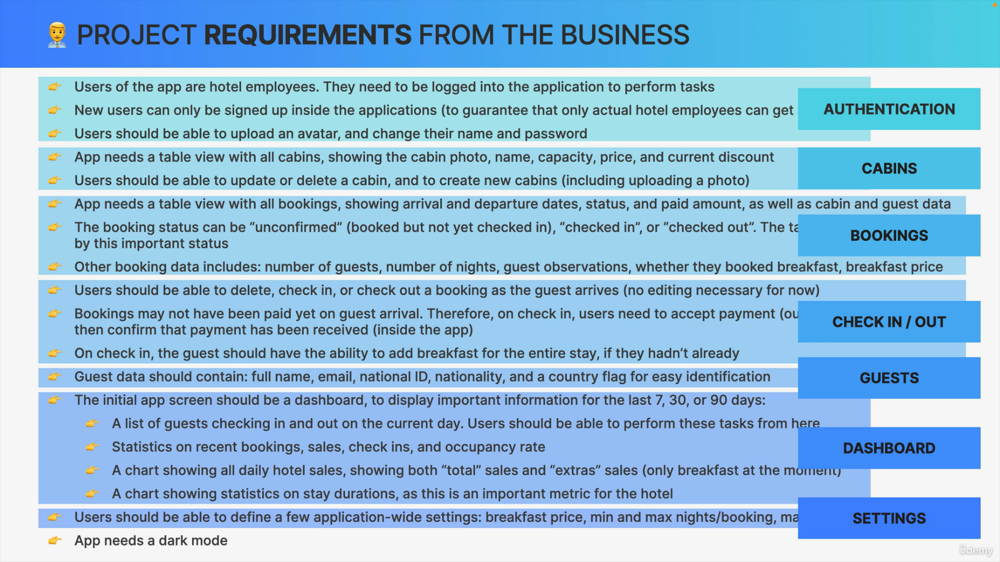 PROJECT REQUIREMENTS FROM THE BUSINESS
Users of the app are hotel employees. They need to be logged into the application to perform tasks
New users can only be signed up inside the applications (to guarantee that only actual hotel employees can get
Users should be able to upload an avatar, and change their name and password
AUTHENTICATION
App needs a table view with all cabins, showing the cabin photo, name, capacity, price, and current discount
Users should be able to update or delete a cabin, and to create new cabins (including uploading a photo)
CABINS
App needs a table view with all bookings, showing arrival and departure dates, status, and paid amount, as well as cabin and guest data
The booking status can be “unconfirmed” (booked but not yet checked in), “checked in”, or “checked out”. The
by this important status
Other booking data includes: number of guests, number of nights, guest observations, whether they booked breakfast, breakfast price
BOOKINGS
Users should be able to delete, check in, or check out a booking as the guest arrives (no editing necessary for now)
Bookings may not have been paid yet on guest arrival. Therefore, on check in, users need to accept payment
then confirm that payment has been received (inside the app)
On check in, the guest should have the ability to add breakfast for the entire stay, if they hadn’t already
CHECK IN / OUT
Guest data should contain: full name, email, national ID, nationality, and a country flag for easy identification
GUESTS
The initial app screen should be a dashboard, to display important information for the last 7, 30, or 90 days:
A list of guests checking in and out on the current day. Users should be able to perform these tasks from here
Statistics on recent bookings, sales, check ins, and occupancy rate
A chart showing all daily hotel sales, showing both “total” sales and “extras” sales (only breakfast at the moment)
A chart showing statistics on stay durations, as this is an important metric for the hotel
DASHBOARD
Users should be able to define a few application-wide settings: breakfast price, min and max nights/booking,
SETTINGS
App needs a dark mode
ûdemy